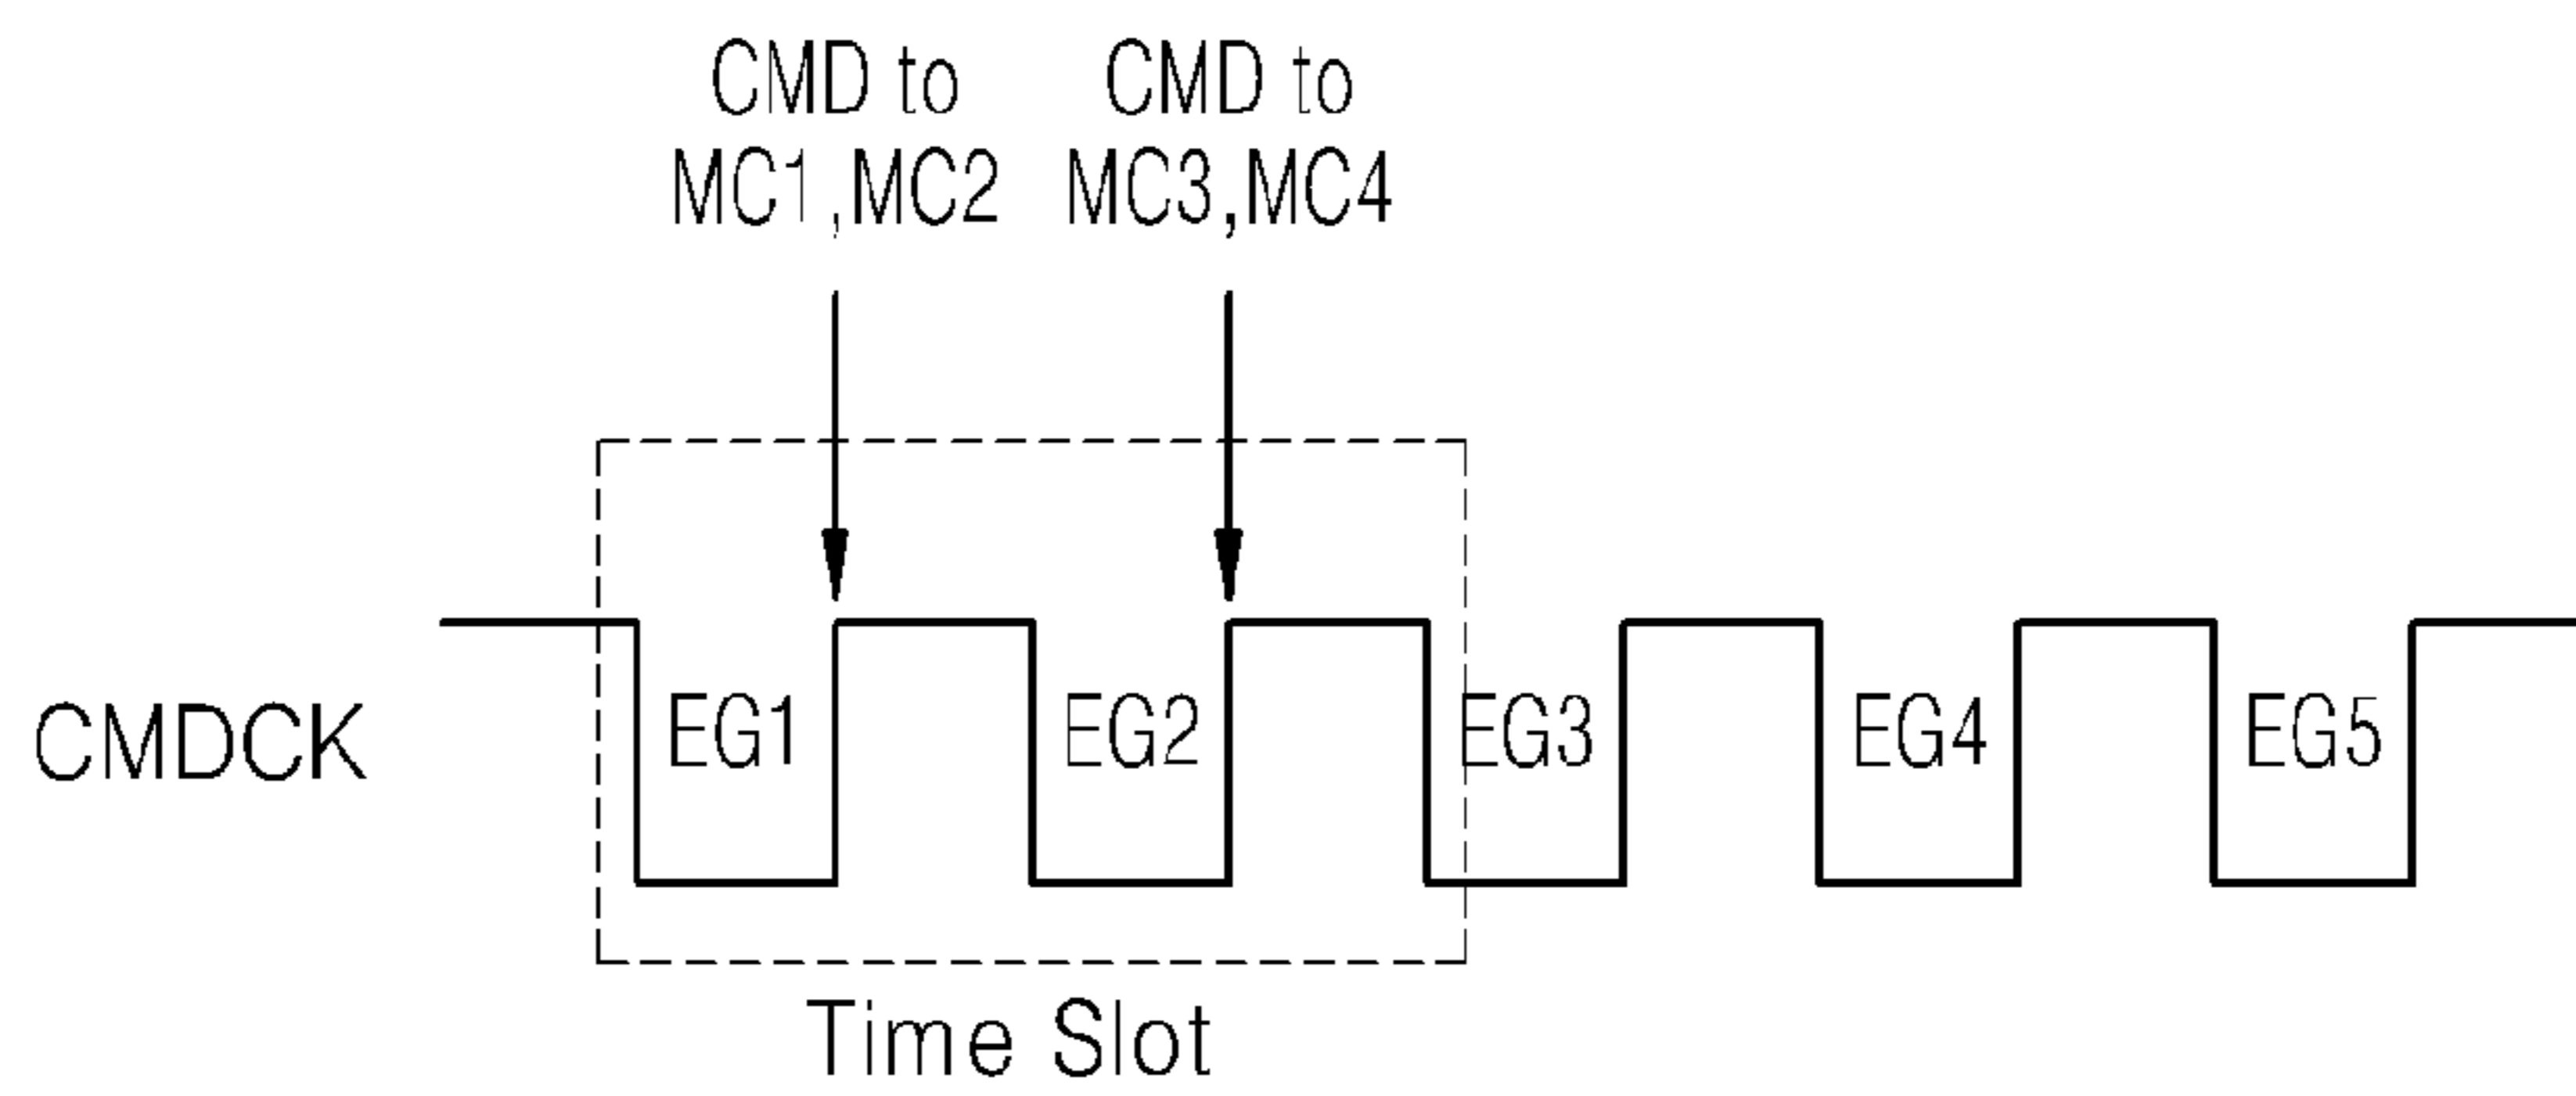 CMD to
MC1,MC2
CMD to
MC3,MC4
CMDCK
EG1
EG2
EG3
EG4
EG5
Time Slot